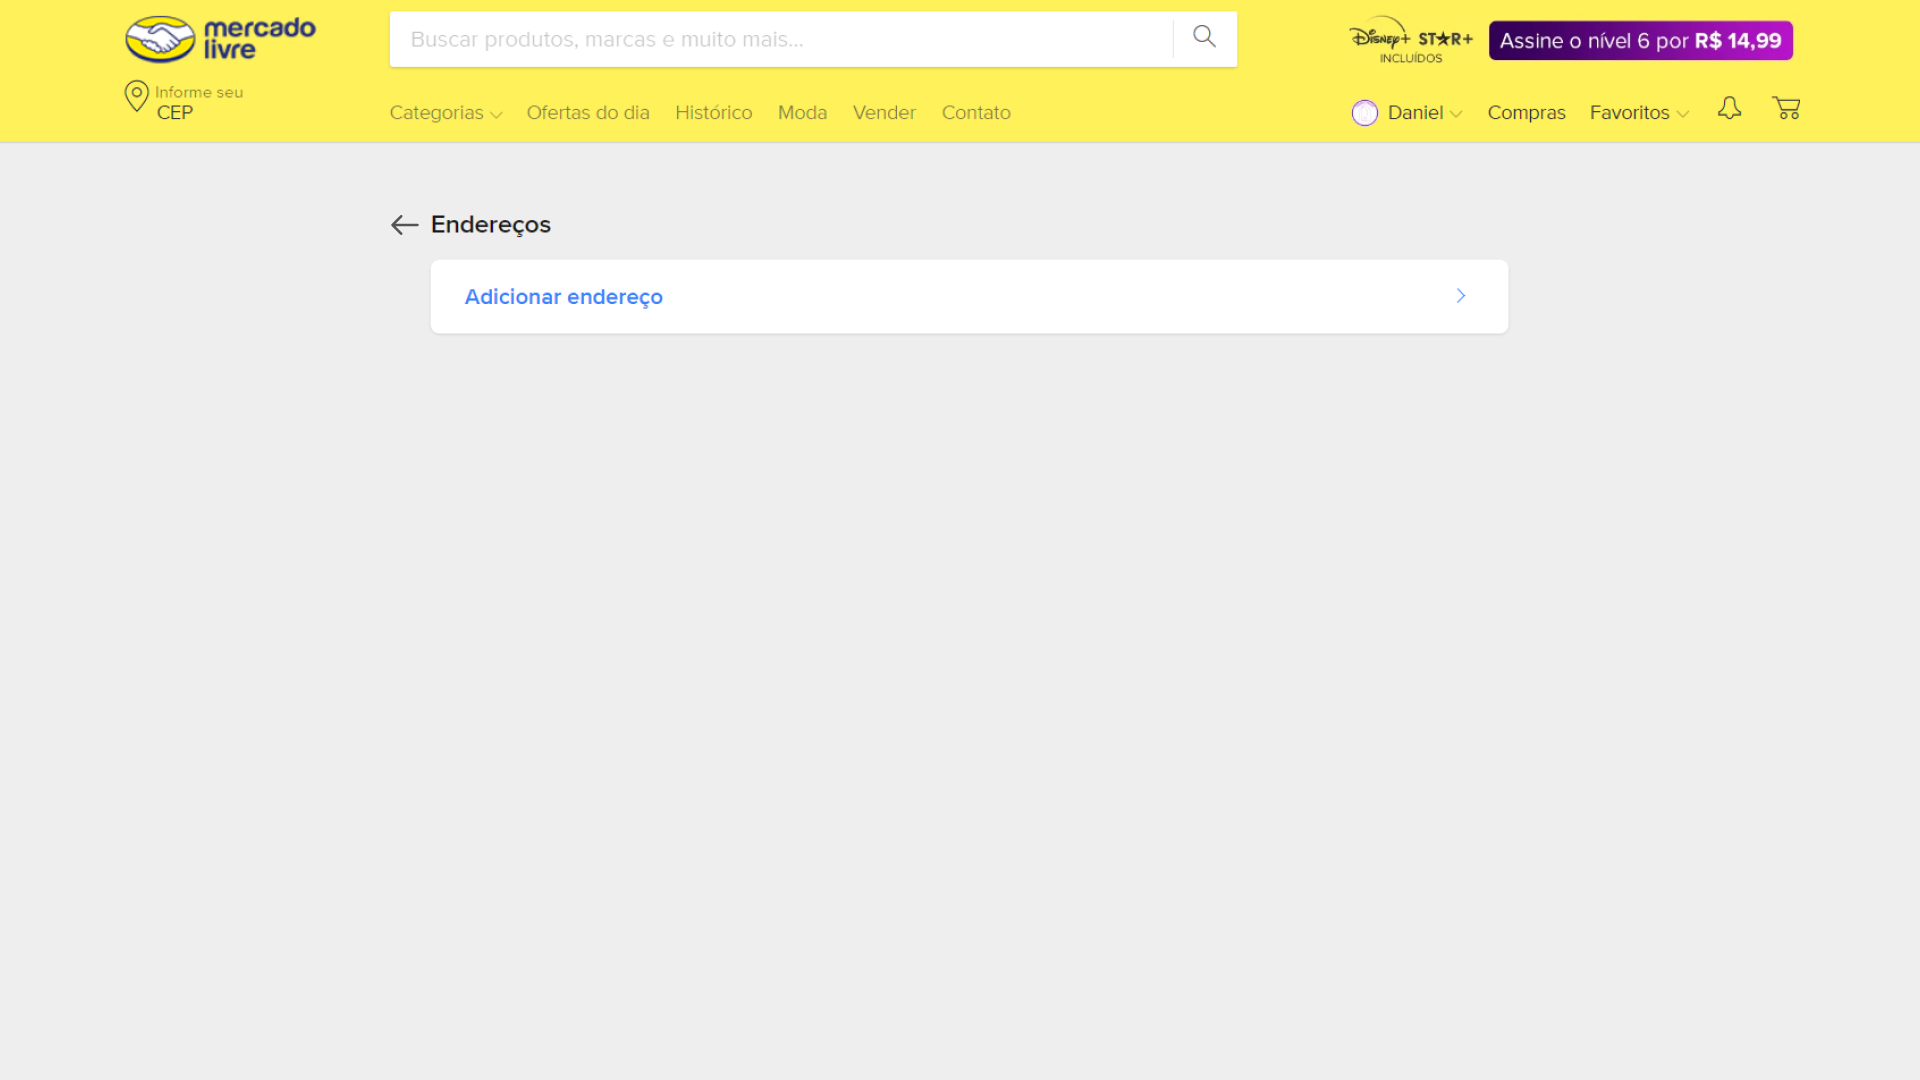 mercado
livre
Buscar produtos, marcas e muito mais...
Disney+ STAR+
INCLUÍDOS
Assine o nível 6 por R$ 14,99
Informe seu
CEP
Categorias
Ofertas do dia
Histórico
Moda
Vender
Contato
Daniel
Compras
Favoritos
Endereços
Adicionar endereço